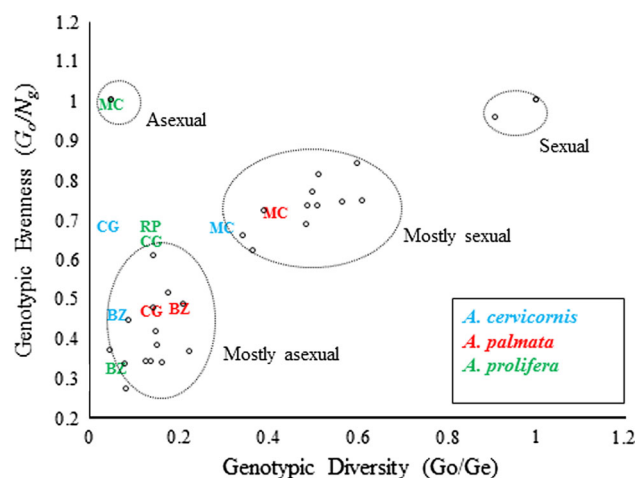 Genotypic Evenness (Go/Ng)
1.2
1.1
1
0.9
0.8
0.7
0.6
0.5
0.4
0.3
0.2
MC
Asexual
Sexual
CG
RP
CG
MC
MC
Mostly sexual
BZ
CG
BZ
BZ
Mostly asexual
A. cervicornis
A. palmata
A. prolifera
0
0.2
0.4
0.6
0.8
1
1.2
Genotypic Diversity (Go/Ge)